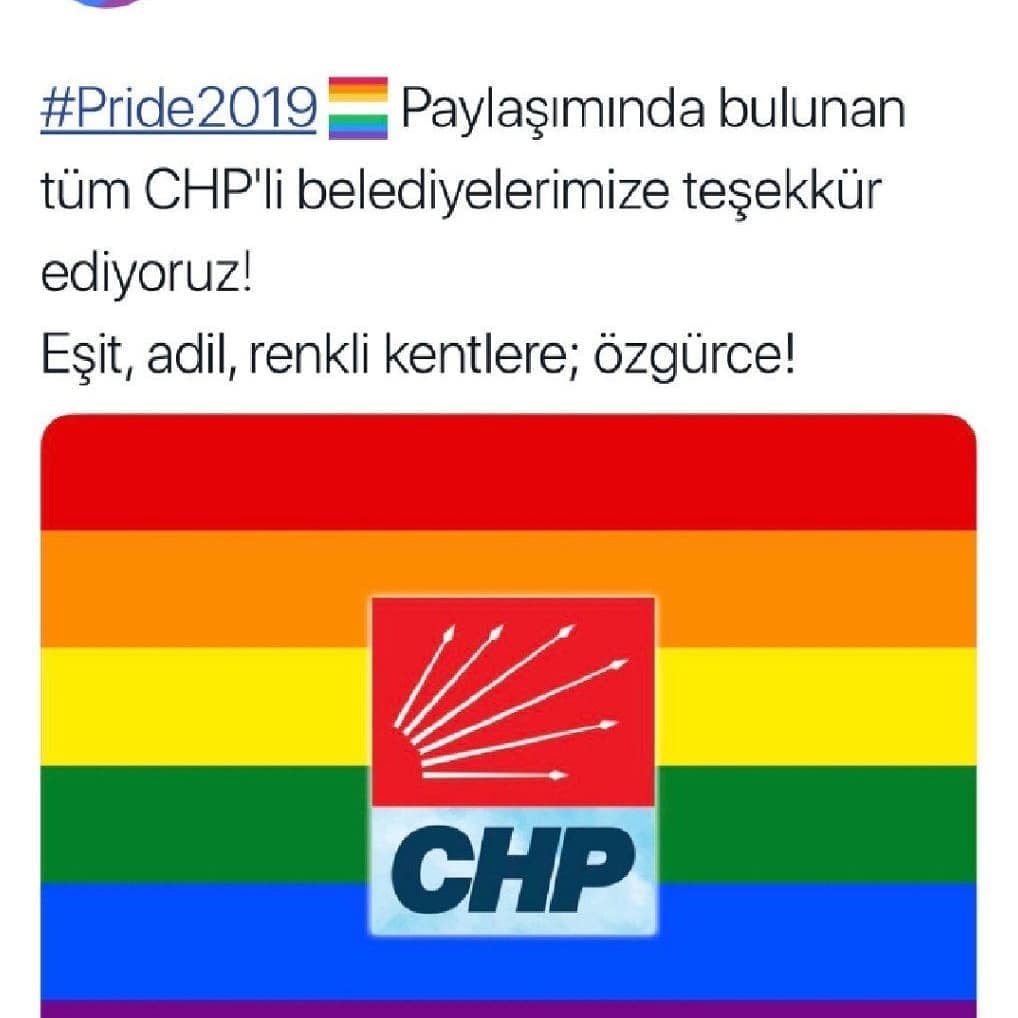 #Pride2019 🏳️‍🌈 Paylaşımında bulunan
tüm CHP'li belediyelerimize teşekkür
ediyoruz!
Eşit, adil, renkli kentlere; özgürce!
CHP